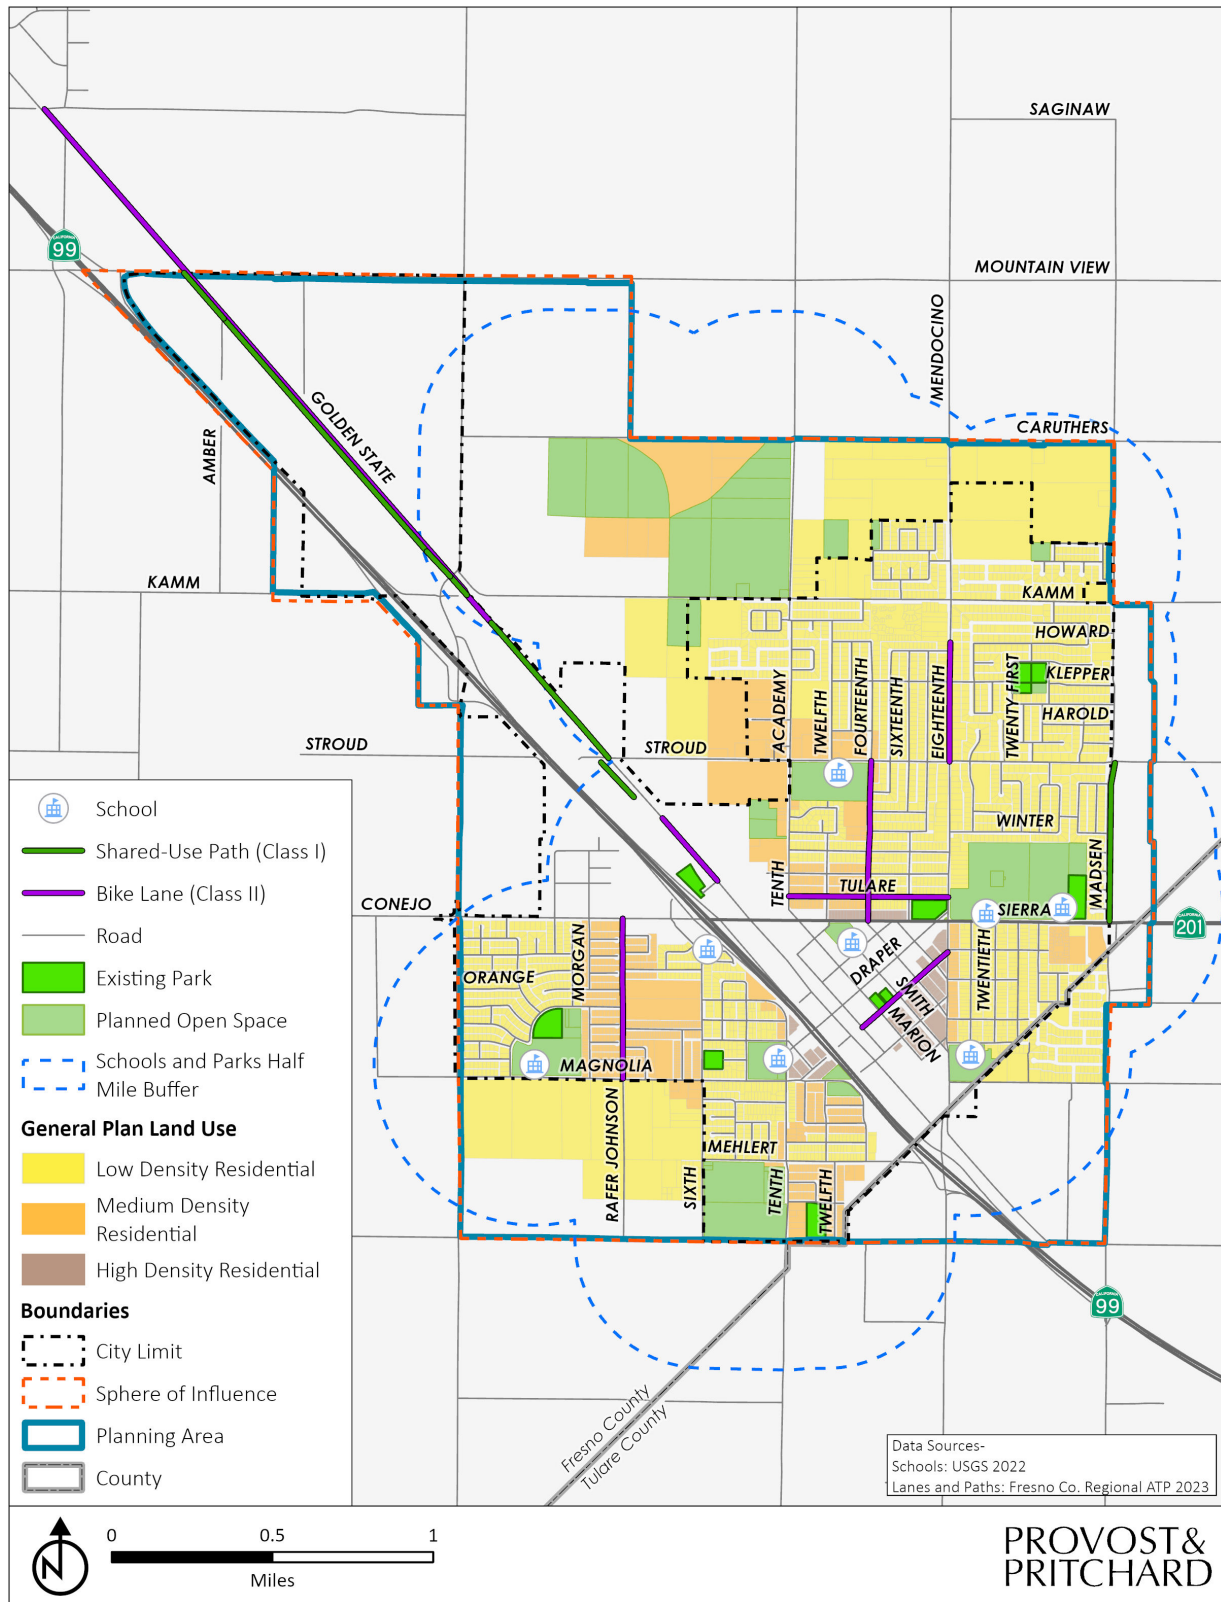 SAGINAW
CALIFORNIA
99
MOUNTAIN VIEW
MENDOCINO
GOLDEN STATE
CARUTHERS
AMBER
KAMM
KAMM
HOWARD
KLEPPER
HAROLD
ACADEMY
TWELFTH
FOURTEENTH
SIXTEENTH
EIGHTEENTH
TWENTY FIRST
STROUD
STROUD
WINTER
MADSEN
TENTH
TULARE
SIERRA
CONEJO
CALIFORNIA
201
ORANGE
MORGAN
DRAPER
SMITH
MARION
TWENTIETH
MAGNOLIA
RAFER JOHNSON
SIXTH
MEHLERT
TENTH
TWELFTH
CALIFORNIA
99
Fresno County
Tulare County
School
Shared-Use Path (Class I)
Bike Lane (Class II)
Road
Existing Park
Planned Open Space
Schools and Parks Half
Mile Buffer
General Plan Land Use
Low Density Residential
Medium Density
Residential
High Density Residential
Boundaries
City Limit
Sphere of Influence
Planning Area
County
Data Sources-
Schools: USGS 2022
Lanes and Paths: Fresno Co. Regional ATP 2023
N
0 0.5 1
Miles
PROVOST&
PRITCHARD